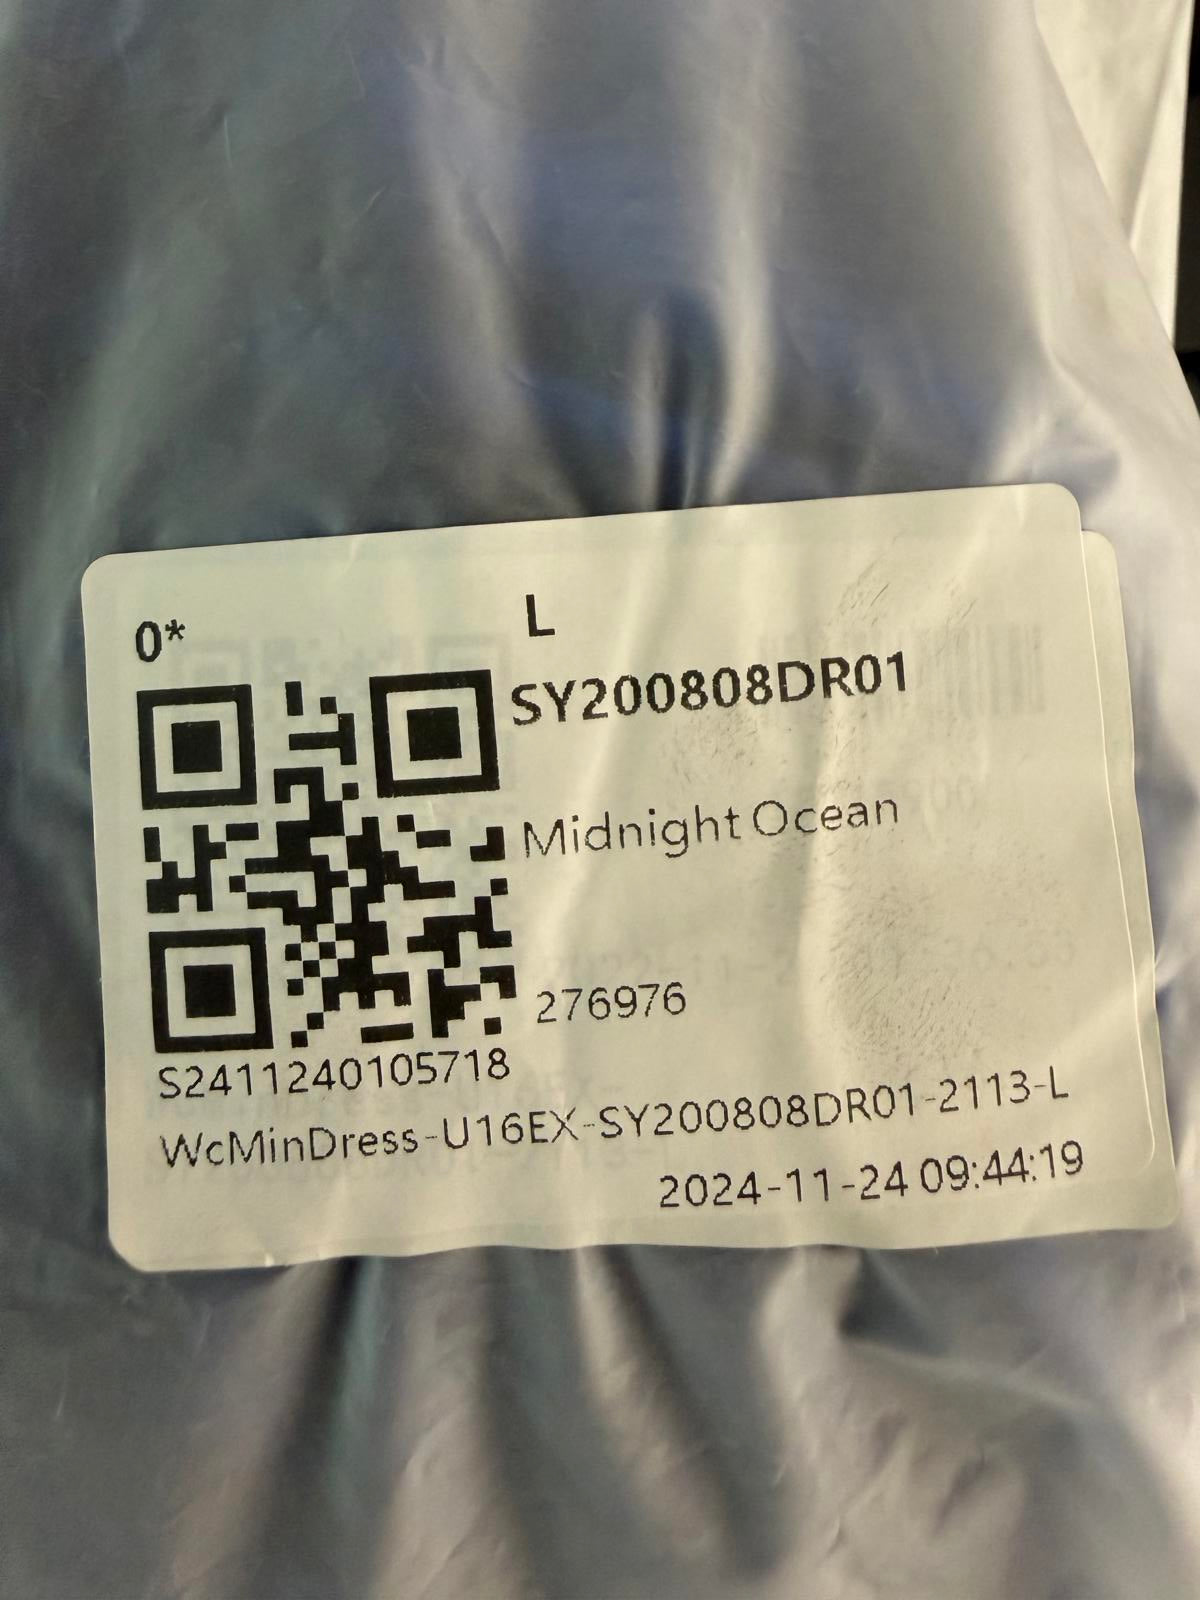 0*
L
SY200808DR01
Midnight Ocean
276976
S2411240105718
WcMinDress-U16EX-SY200808DR01-2113-L
2024-11-24 09:44:19